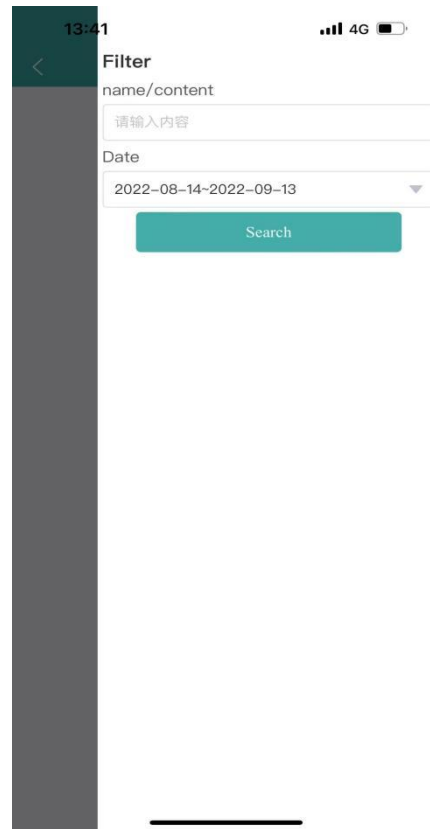 13:41 4G
Filter
name/content
请输入内容
Date
2022-08-14~2022-09-13
Search